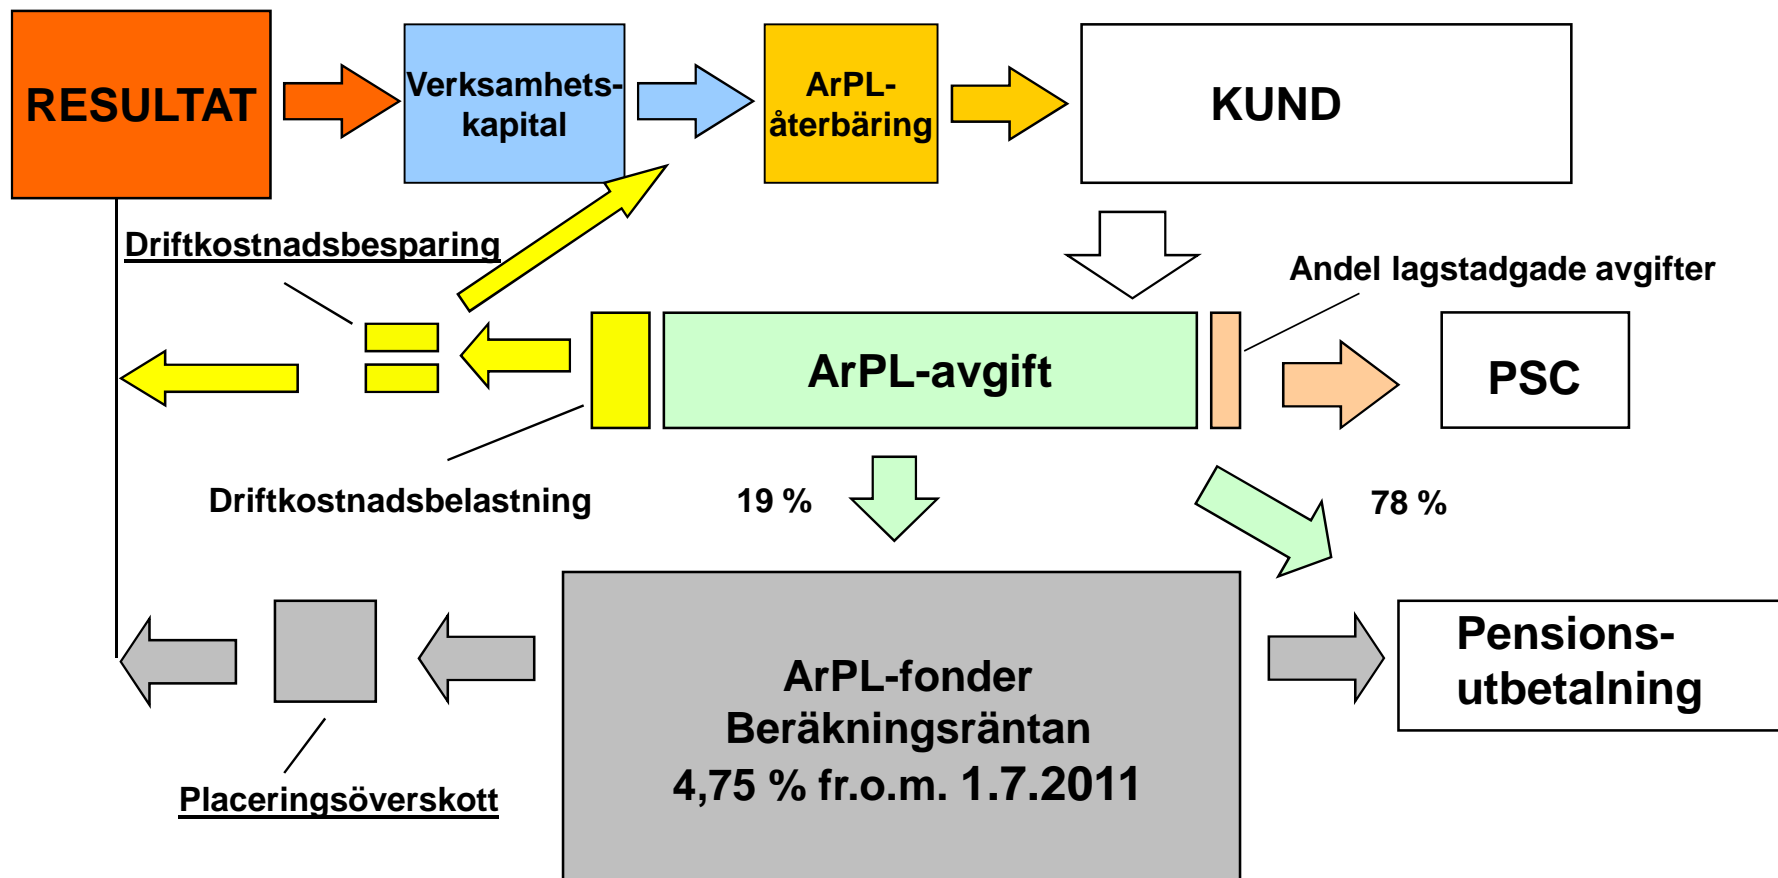 RESULTAT
Verksamhets-
kapital
ArPL-
återbäring
KUND
Driftkostnadsbesparing
Andel lagstadgade avgifter
ArPL-avgift
PSC
Driftkostnadsbelastning
19 %
78 %
Pensions-
utbetalning
ArPL-fonder
Beräkningsräntan
4,75 % fr.o.m. 1.7.2011
Placeringsöverskott